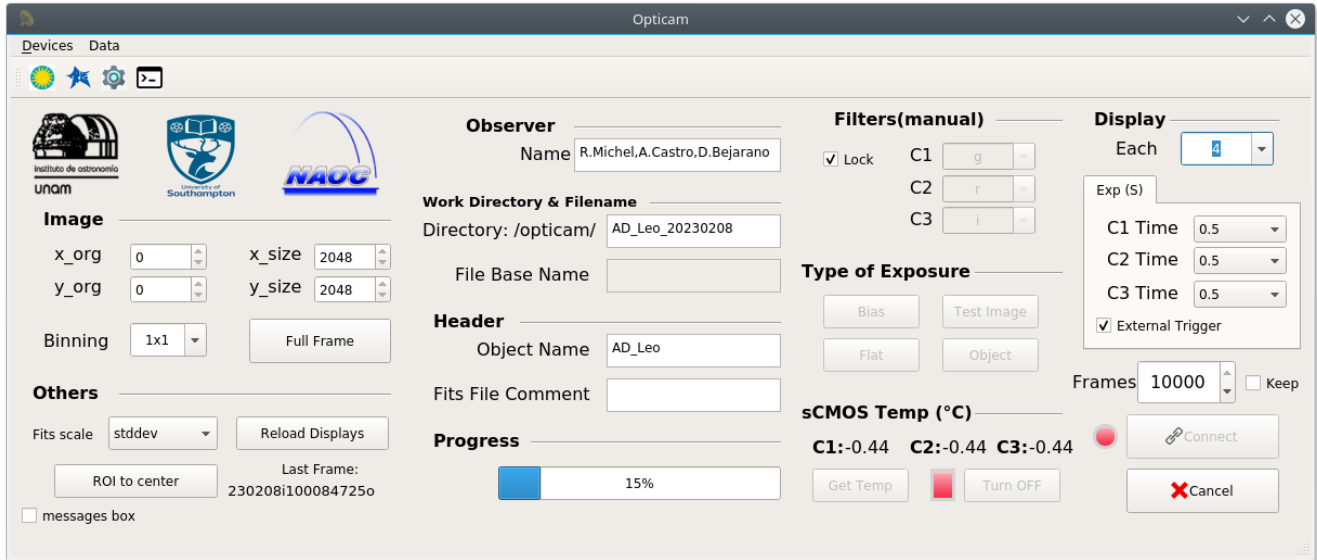 Opticam
Devices Data
instituto de astronomía
unam
University of
Southampton
NAOC
Image
x_org 0 x_size 2048
y_org 0 y_size 2048
Binning 1x1 Full Frame
Others
Fits scale stddev Reload Displays
ROI to center Last Frame:
230208i100084725o
messages box
Observer
Name R.Michel,A.Castro,D.Bejarano
Work Directory & Filename
Directory: /opticam/ AD_Leo_20230208
File Base Name
Header
Object Name AD_Leo
Fits File Comment
Progress
15%
Filters(manual)
Lock C1 g
C2 r
C3 i
Type of Exposure
Bias Test Image
Flat Object
sCMOS Temp (°C)
C1:-0.44 C2:-0.44 C3:-0.44
Get Temp Turn OFF
Display
Each 4
Exp (S)
C1 Time 0.5
C2 Time 0.5
C3 Time 0.5
External Trigger
Frames 10000 Keep
Connect
Cancel